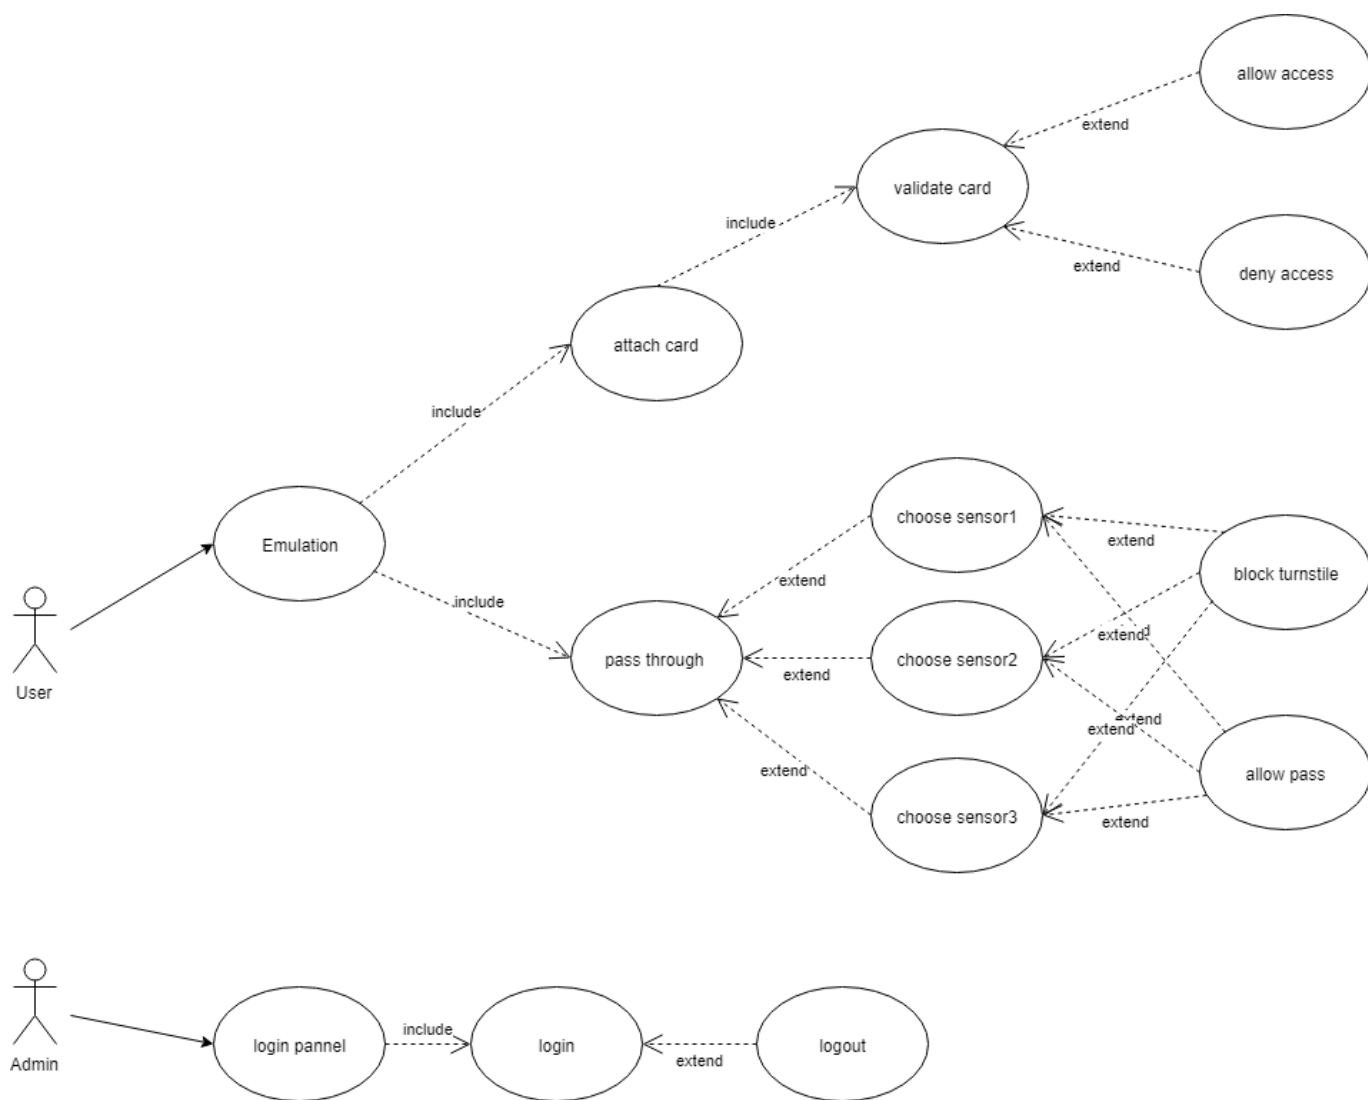 allow access
extend
validate card
include
deny access
extend
attach card
include
choose sensor1
extend
block turnstile
Emulation
extend
include
extend
choose sensor2
pass through
extend
User
extend
extend
allow pass
extend
choose sensor3
extend
Admin
login pannel
include
login
extend
logout